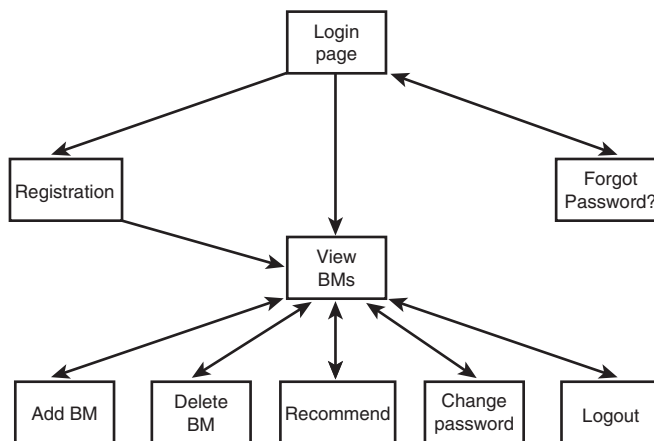 Login
page
Registration
Forgot
Password?
View
BMs
Add BM
Delete
BM
Recommend
Change
password
Logout